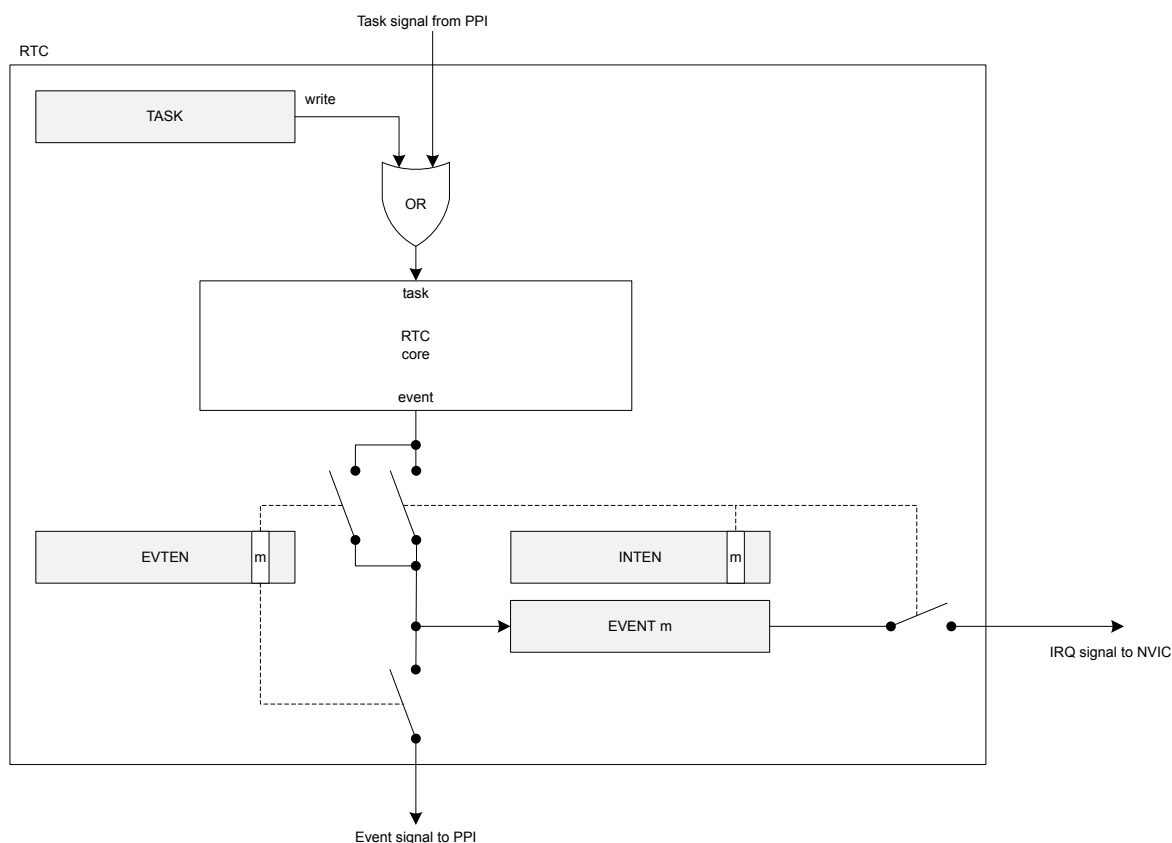 Task signal from PPI
RTC
TASK
write
OR
task
RTC
core
event
EVTEN
m
INTEN
m
EVENT m
IRQ signal to NVIC
Event signal to PPI